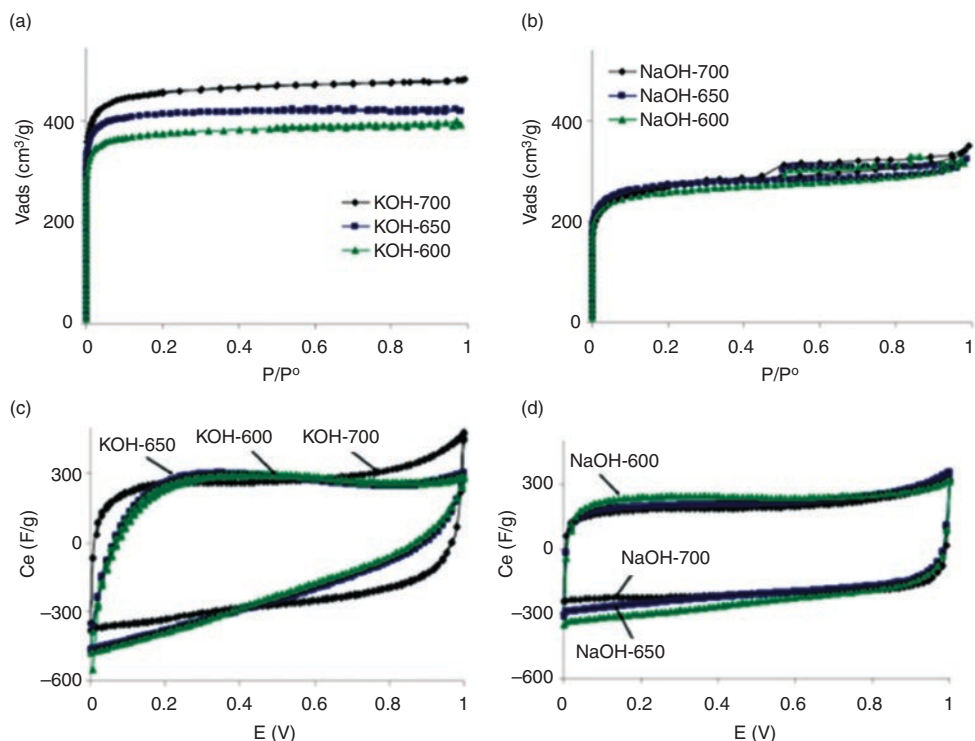 (a)
(b)
Vads (cm³/g)
400
200
0
KOH-700
KOH-650
KOH-600
0 0.2 0.4 0.6 0.8 1
P/Pº
Vads (cm³/g)
400
200
0
NaOH-700
NaOH-650
NaOH-600
0 0.2 0.4 0.6 0.8 1
P/Pº
(c)
(d)
Ce (F/g)
300
0
−300
−600
KOH-650
KOH-600
KOH-700
0 0.2 0.4 0.6 0.8 1
E (V)
Ce (F/g)
300
0
−300
−600
NaOH-600
NaOH-700
NaOH-650
0 0.2 0.4 0.6 0.8 1
E (V)